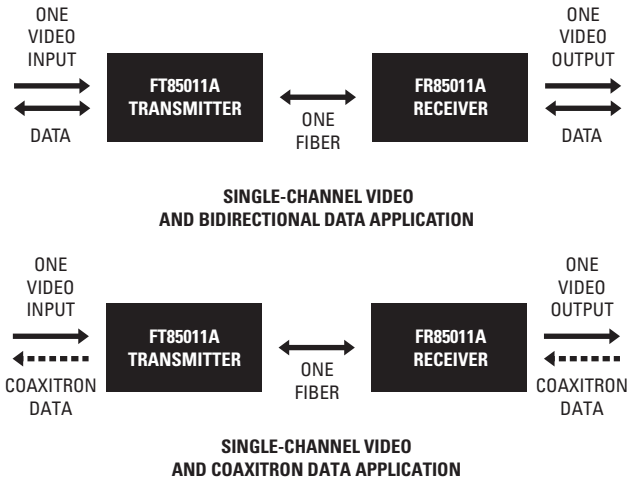 ONE
VIDEO
INPUT
DATA
FT85011A
TRANSMITTER
ONE
FIBER
FR85011A
RECEIVER
ONE
VIDEO
OUTPUT
DATA
SINGLE-CHANNEL VIDEO
AND BIDIRECTIONAL DATA APPLICATION
ONE
VIDEO
INPUT
COAXITRON
DATA
FT85011A
TRANSMITTER
ONE
FIBER
FR85011A
RECEIVER
ONE
VIDEO
OUTPUT
COAXITRON
DATA
SINGLE-CHANNEL VIDEO
AND COAXITRON DATA APPLICATION